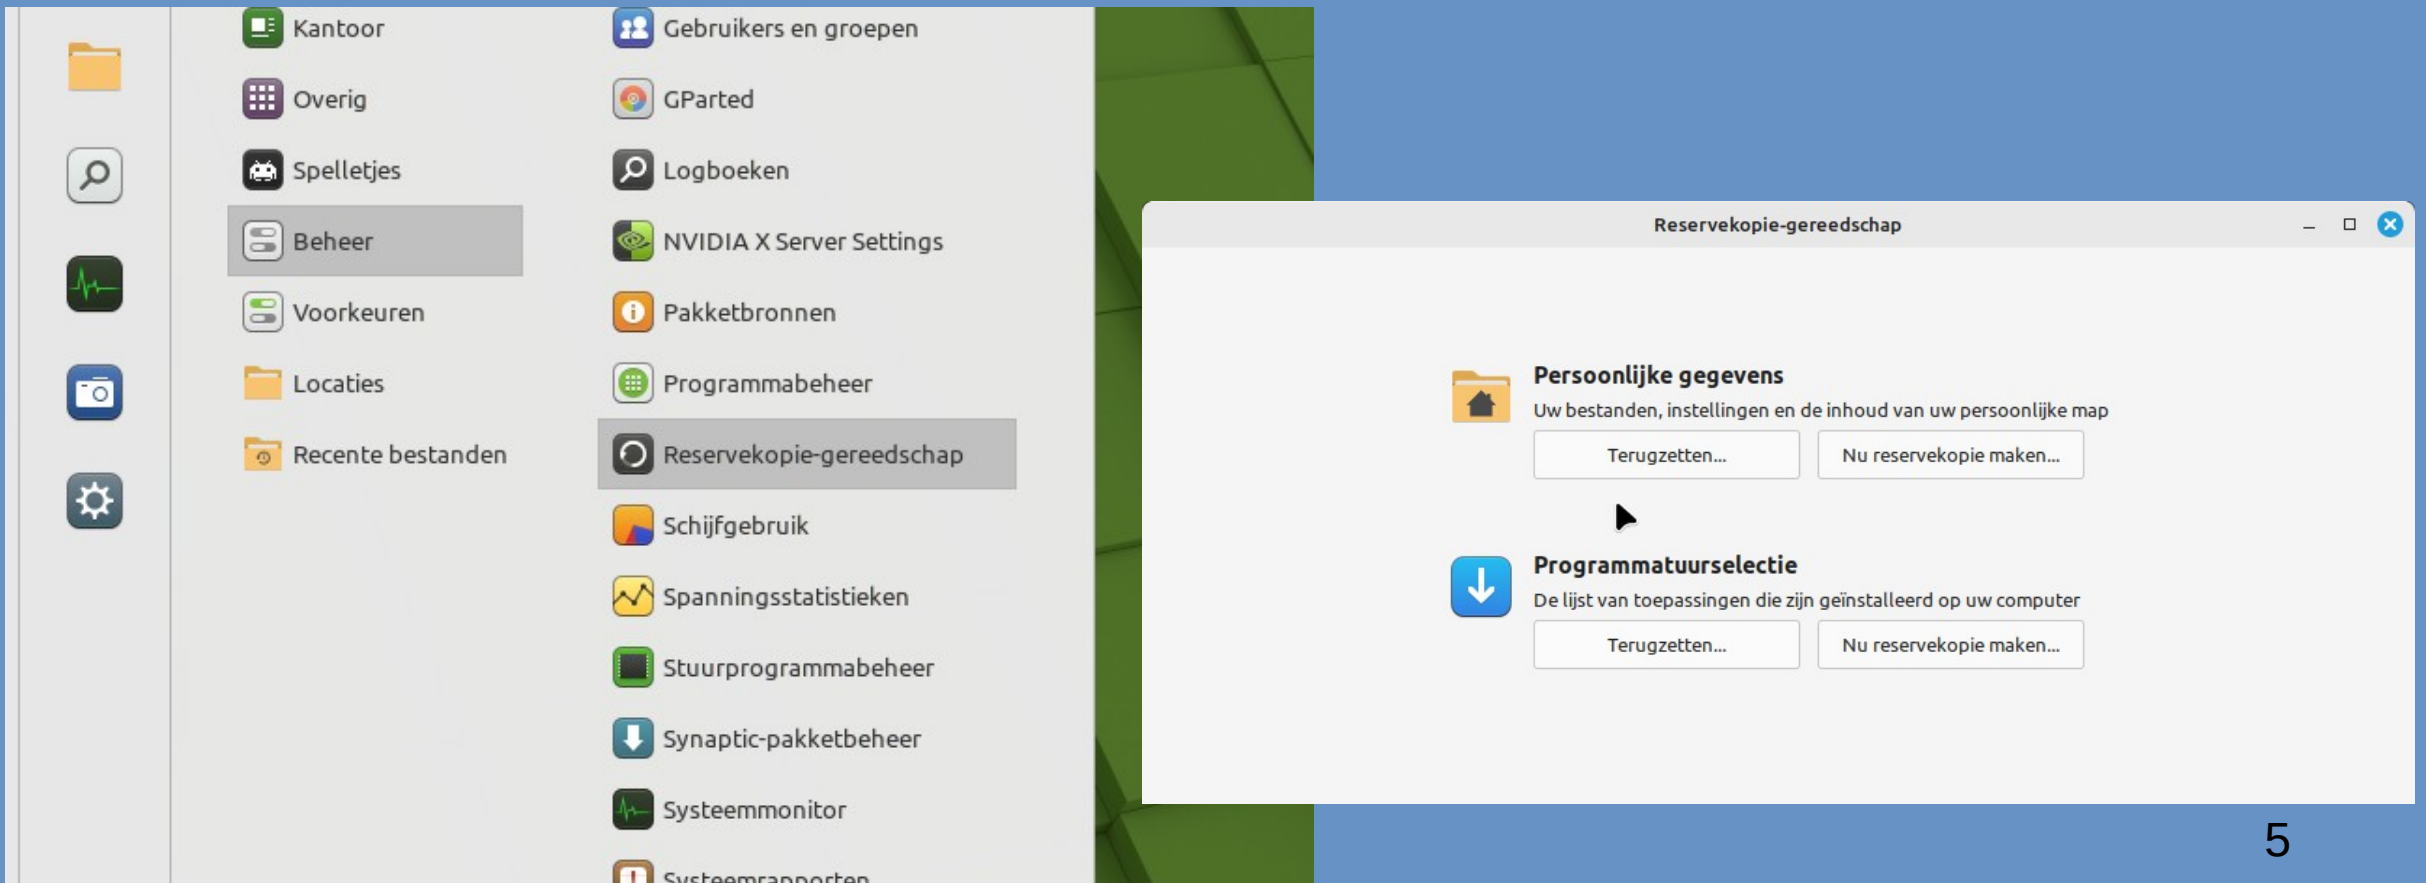 Kantoor
Overig
Spelletjes
Beheer
Voorkeuren
Locaties
Recente bestanden
Gebruikers en groepen
GParted
Logboeken
NVIDIA X Server Settings
Pakketbronnen
Programmabeheer
Reservekopie-gereedschap
Schijfgebruik
Spanningsstatistieken
Stuurprogrammabeheer
Synaptic-pakketbeheer
Systeemmonitor
Systeemrapporten
Reservekopie-gereedschap
Persoonlijke gegevens
Uw bestanden, instellingen en de inhoud van uw persoonlijke map
Terugzetten... Nu reservekopie maken...
Programmatuurselectie
De lijst van toepassingen die zijn geïnstalleerd op uw computer
Terugzetten... Nu reservekopie maken...
5